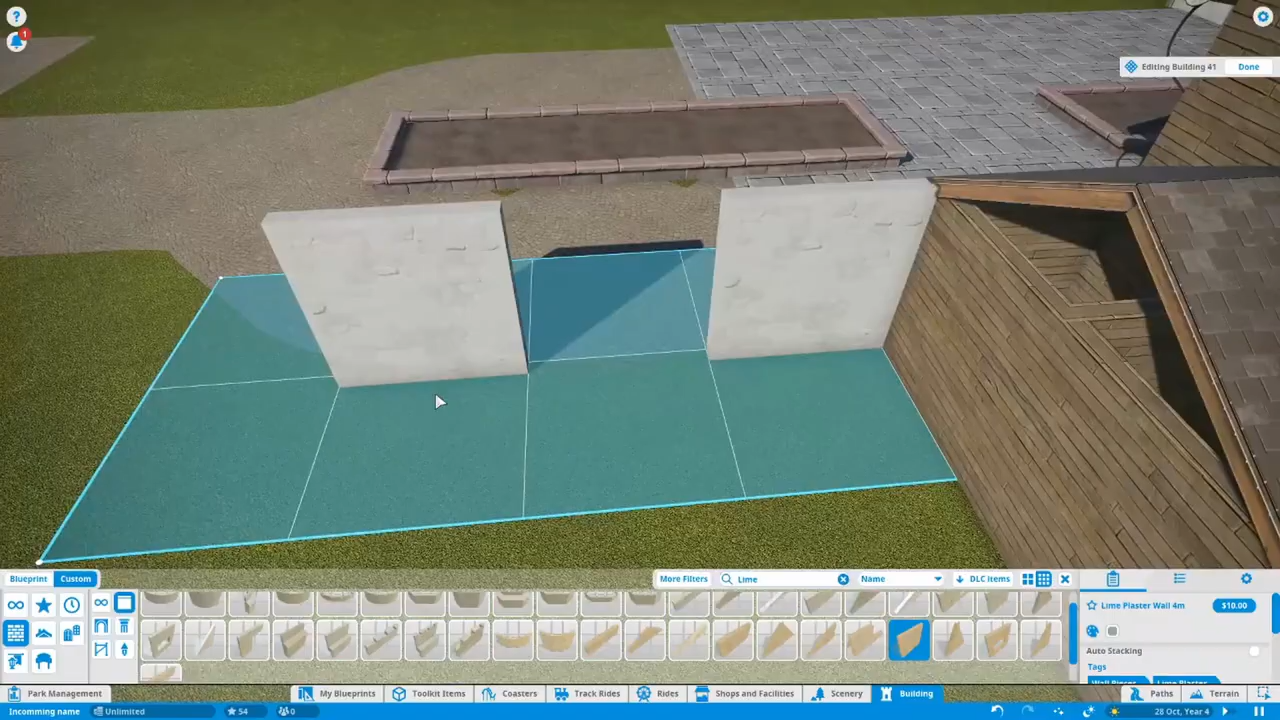 ?
1
Editing Building 41 Done
Blueprint Custom
More Filters Lime Name DLC items
Lime Plaster Wall 4m $10.00
Auto Stacking
Tags
Park Management My Blueprints Toolkit Items Coasters Track Rides Rides Shops and Facilities Scenery Building Paths Terrain
Incoming name Unlimited 54 0 28 Oct, Year 4